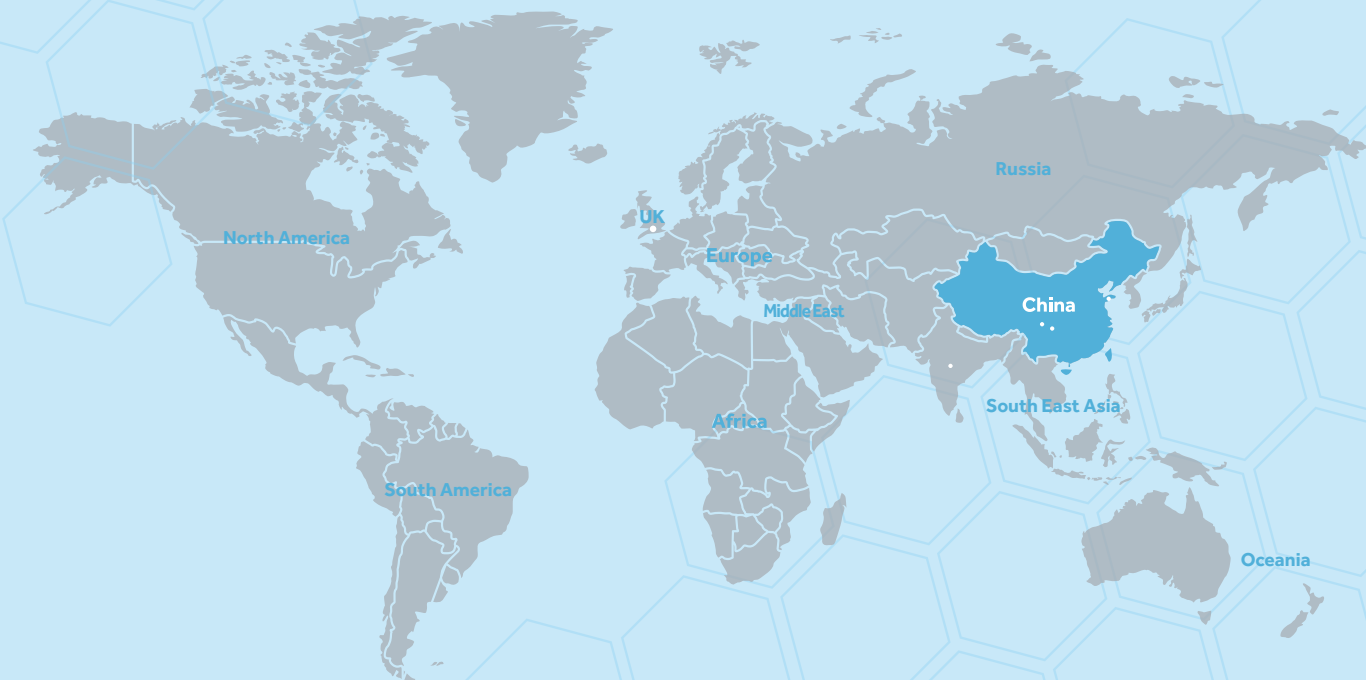 Russia
UK
North America
Europe
China
Middle East
South East Asia
Africa
South America
Oceania